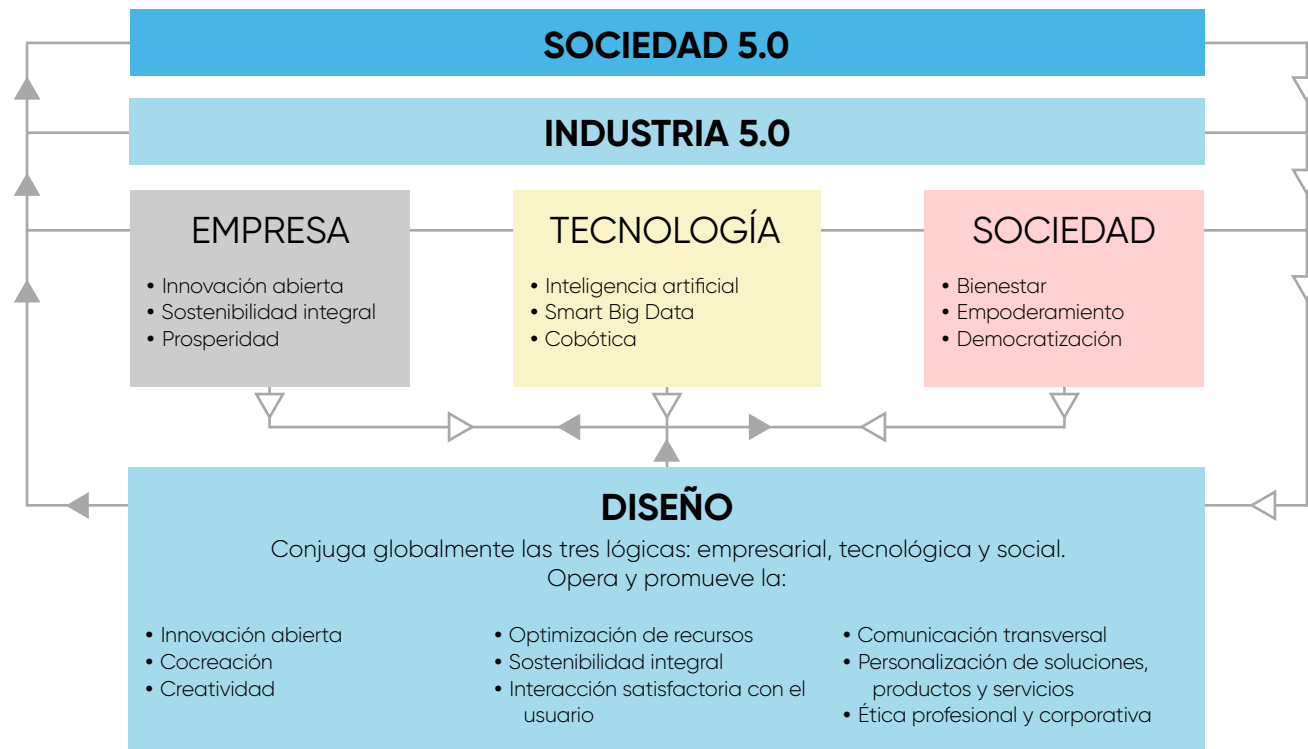 SOCIEDAD 5.0
INDUSTRIA 5.0
EMPRESA
• Innovación abierta
• Sostenibilidad integral
• Prosperidad
TECNOLOGÍA
• Inteligencia artificial
• Smart Big Data
• Cobótica
SOCIEDAD
• Bienestar
• Empoderamiento
• Democratización
DISEÑO
Conjuga globalmente las tres lógicas: empresarial, tecnológica y social.
Opera y promueve la:
• Innovación abierta
• Cocreación
• Creatividad
• Optimización de recursos
• Sostenibilidad integral
• Interacción satisfactoria con el
usuario
• Comunicación transversal
• Personalización de soluciones,
productos y servicios
• Ética profesional y corporativa